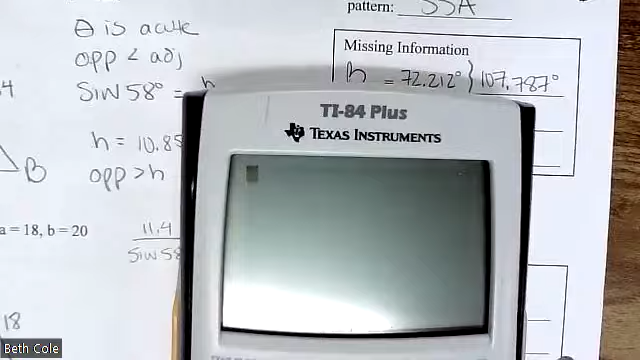 pattern: SSA
θ is acute
opp < adj
Missing Information
= 72.212° } 107.787°
sin 58° = h
TI-84 Plus
TEXAS INSTRUMENTS
h = 10.85
opp > h
B
a = 18, b = 20
11.4
sin 58
18
Beth Cole